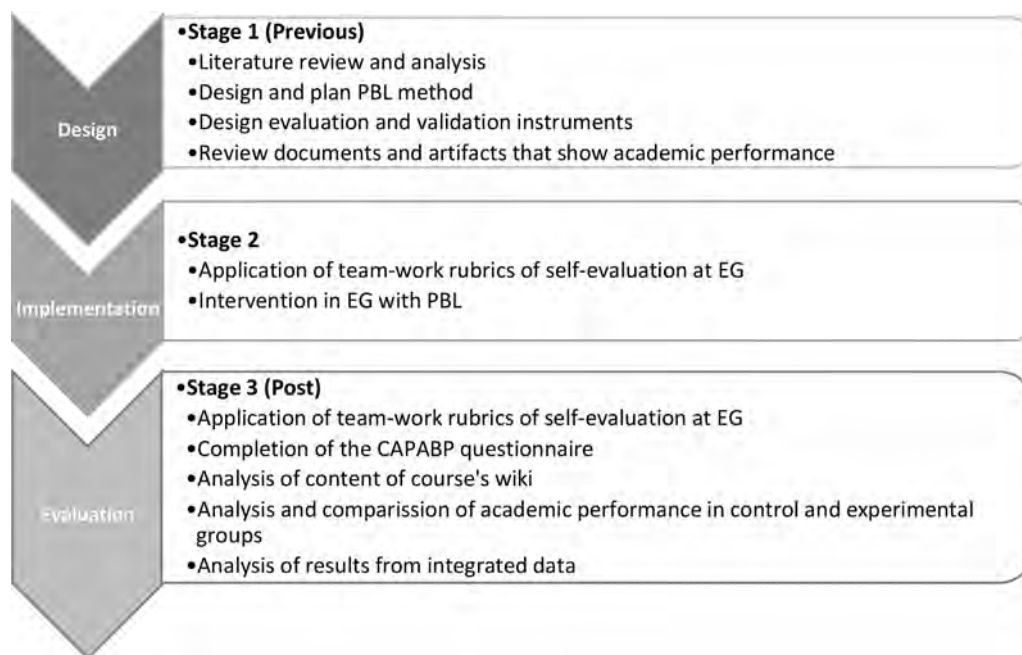 Design
•Stage 1 (Previous)
•Literature review and analysis
•Design and plan PBL method
•Design evaluation and validation instruments
•Review documents and artifacts that show academic performance
Implementation
•Stage 2
•Application of team-work rubrics of self-evaluation at EG
•Intervention in EG with PBL
Evaluation
•Stage 3 (Post)
•Application of team-work rubrics of self-evaluation at EG
•Completion of the CAPABP questionnaire
•Analysis of content of course's wiki
•Analysis and comparission of academic performance in control and experimental
groups
•Analysis of results from integrated data